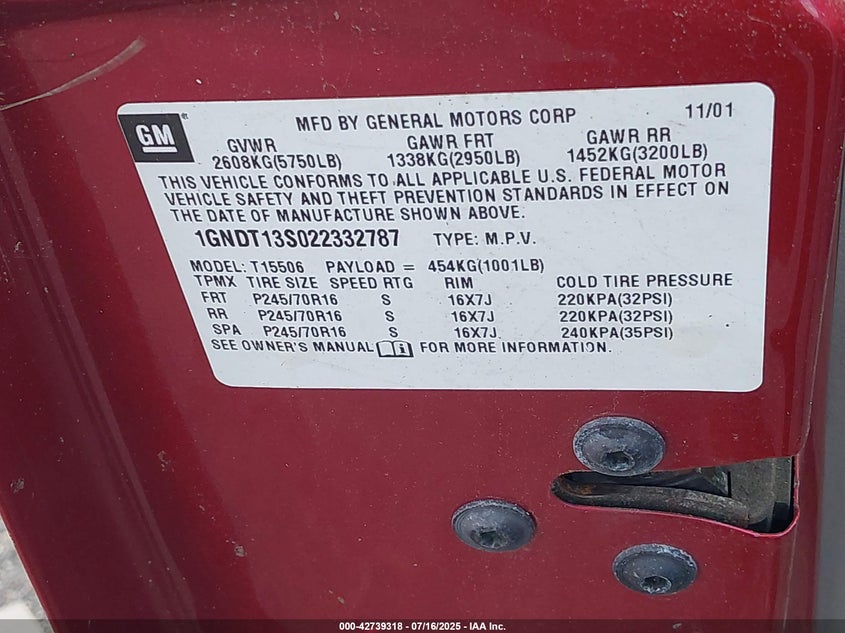 GM
MFD BY GENERAL MOTORS CORP 11/01
GVWR GAWR FRT GAWR RR
2608KG(5750LB) 1338KG(2950LB) 1452KG(3200LB)
THIS VEHICLE CONFORMS TO ALL APPLICABLE U.S. FEDERAL MOTOR
VEHICLE SAFETY AND THEFT PREVENTION STANDARDS IN EFFECT ON
THE DATE OF MANUFACTURE SHOWN ABOVE.
1GNDT13S022332787 TYPE: M.P.V.
MODEL: T15506 PAYLOAD = 454KG(1001LB)
TPMX TIRE SIZE SPEED RTG RIM COLD TIRE PRESSURE
FRT P245/70R16 S 16X7J 220KPA(32PSI)
RR P245/70R16 S 16X7J 220KPA(32PSI)
SPA P245/70R16 S 16X7J 240KPA(35PSI)
SEE OWNER'S MANUAL FOR MORE INFORMATION.
000-42739318 - 07/16/2025 - IAA Inc.